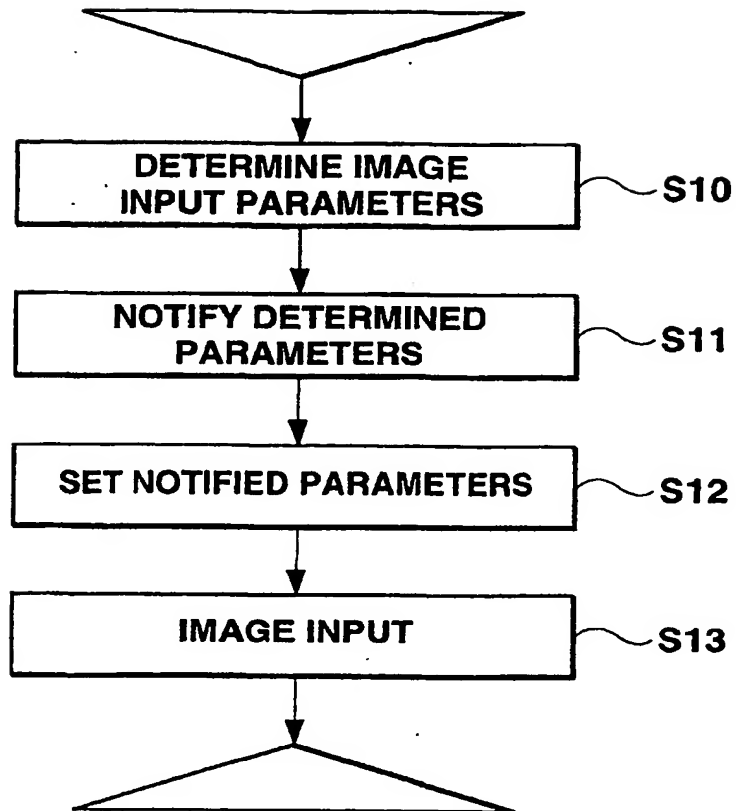 DETERMINE IMAGE
INPUT PARAMETERS
S10
NOTIFY DETERMINED
PARAMETERS
S11
SET NOTIFIED PARAMETERS
S12
IMAGE INPUT
S13